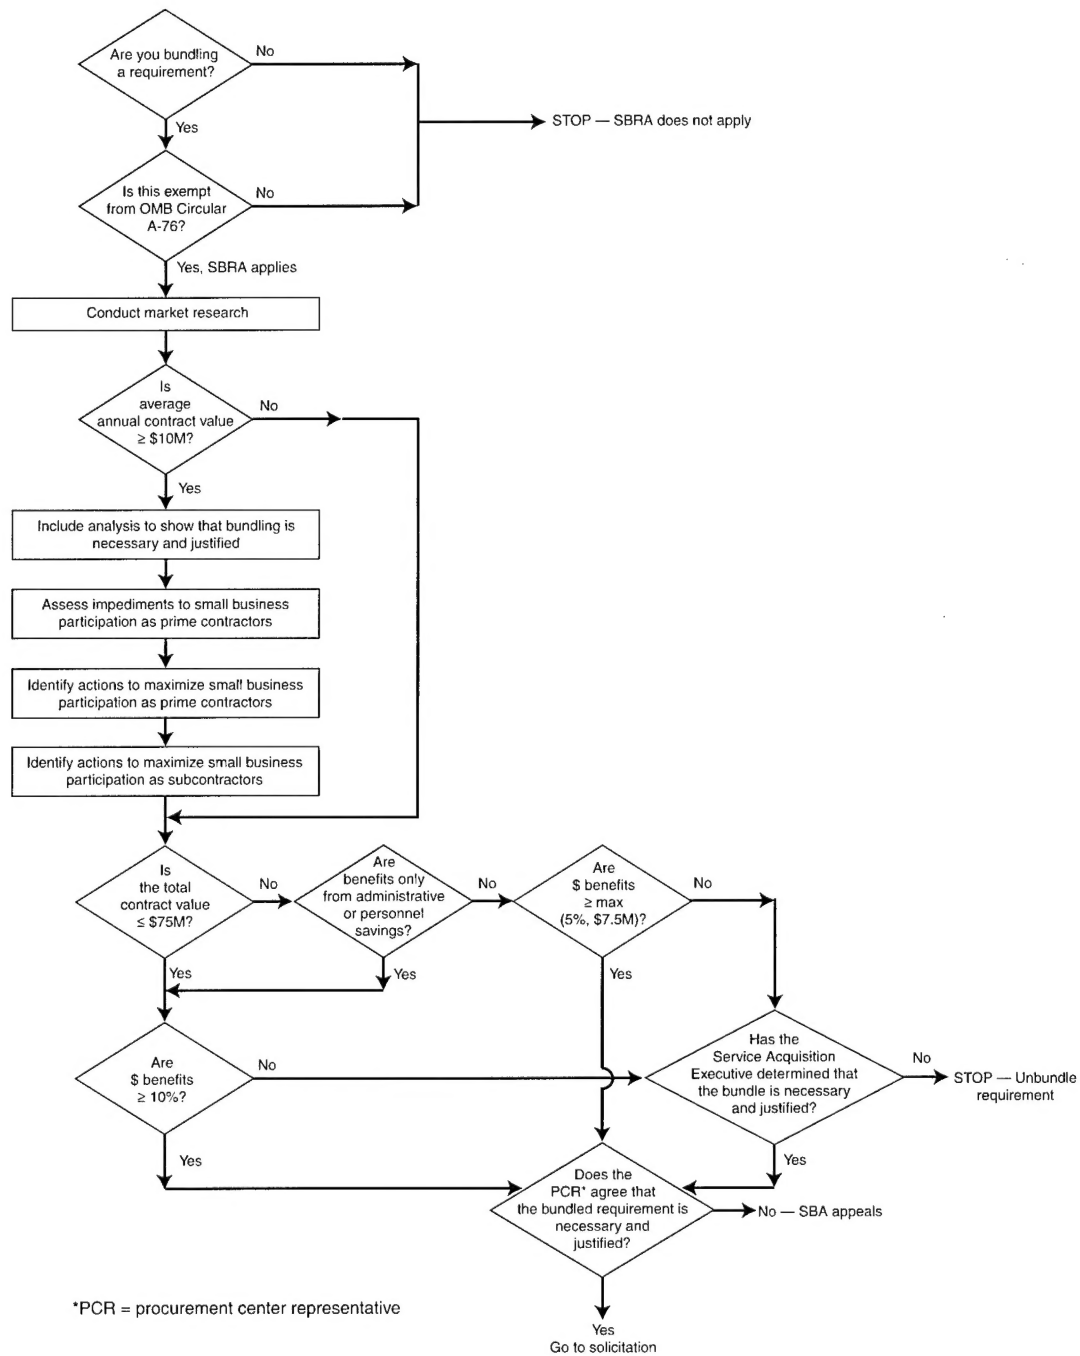 Are you bundling
a requirement?
No
Yes
STOP — SBRA does not apply
Is this exempt
from OMB Circular
A-76?
No
Yes, SBRA applies
Conduct market research
Is
average
annual contract value
≥ $10M?
No
Yes
Include analysis to show that bundling is
necessary and justified
Assess impediments to small business
participation as prime contractors
Identify actions to maximize small business
participation as prime contractors
Identify actions to maximize small business
participation as subcontractors
Is
the total
contract value
≤ $75M?
No
Yes
Are
benefits only
from administrative
or personnel
savings?
No
Yes
Are
$ benefits
≥ max
(5%, $7.5M)?
No
Yes
Are
$ benefits
≥ 10%?
No
Yes
Has the
Service Acquisition
Executive determined that
the bundle is necessary
and justified?
No
Yes
STOP — Unbundle
requirement
Does the
PCR* agree that
the bundled requirement is
necessary and
justified?
No — SBA appeals
Yes
Go to solicitation
*PCR = procurement center representative